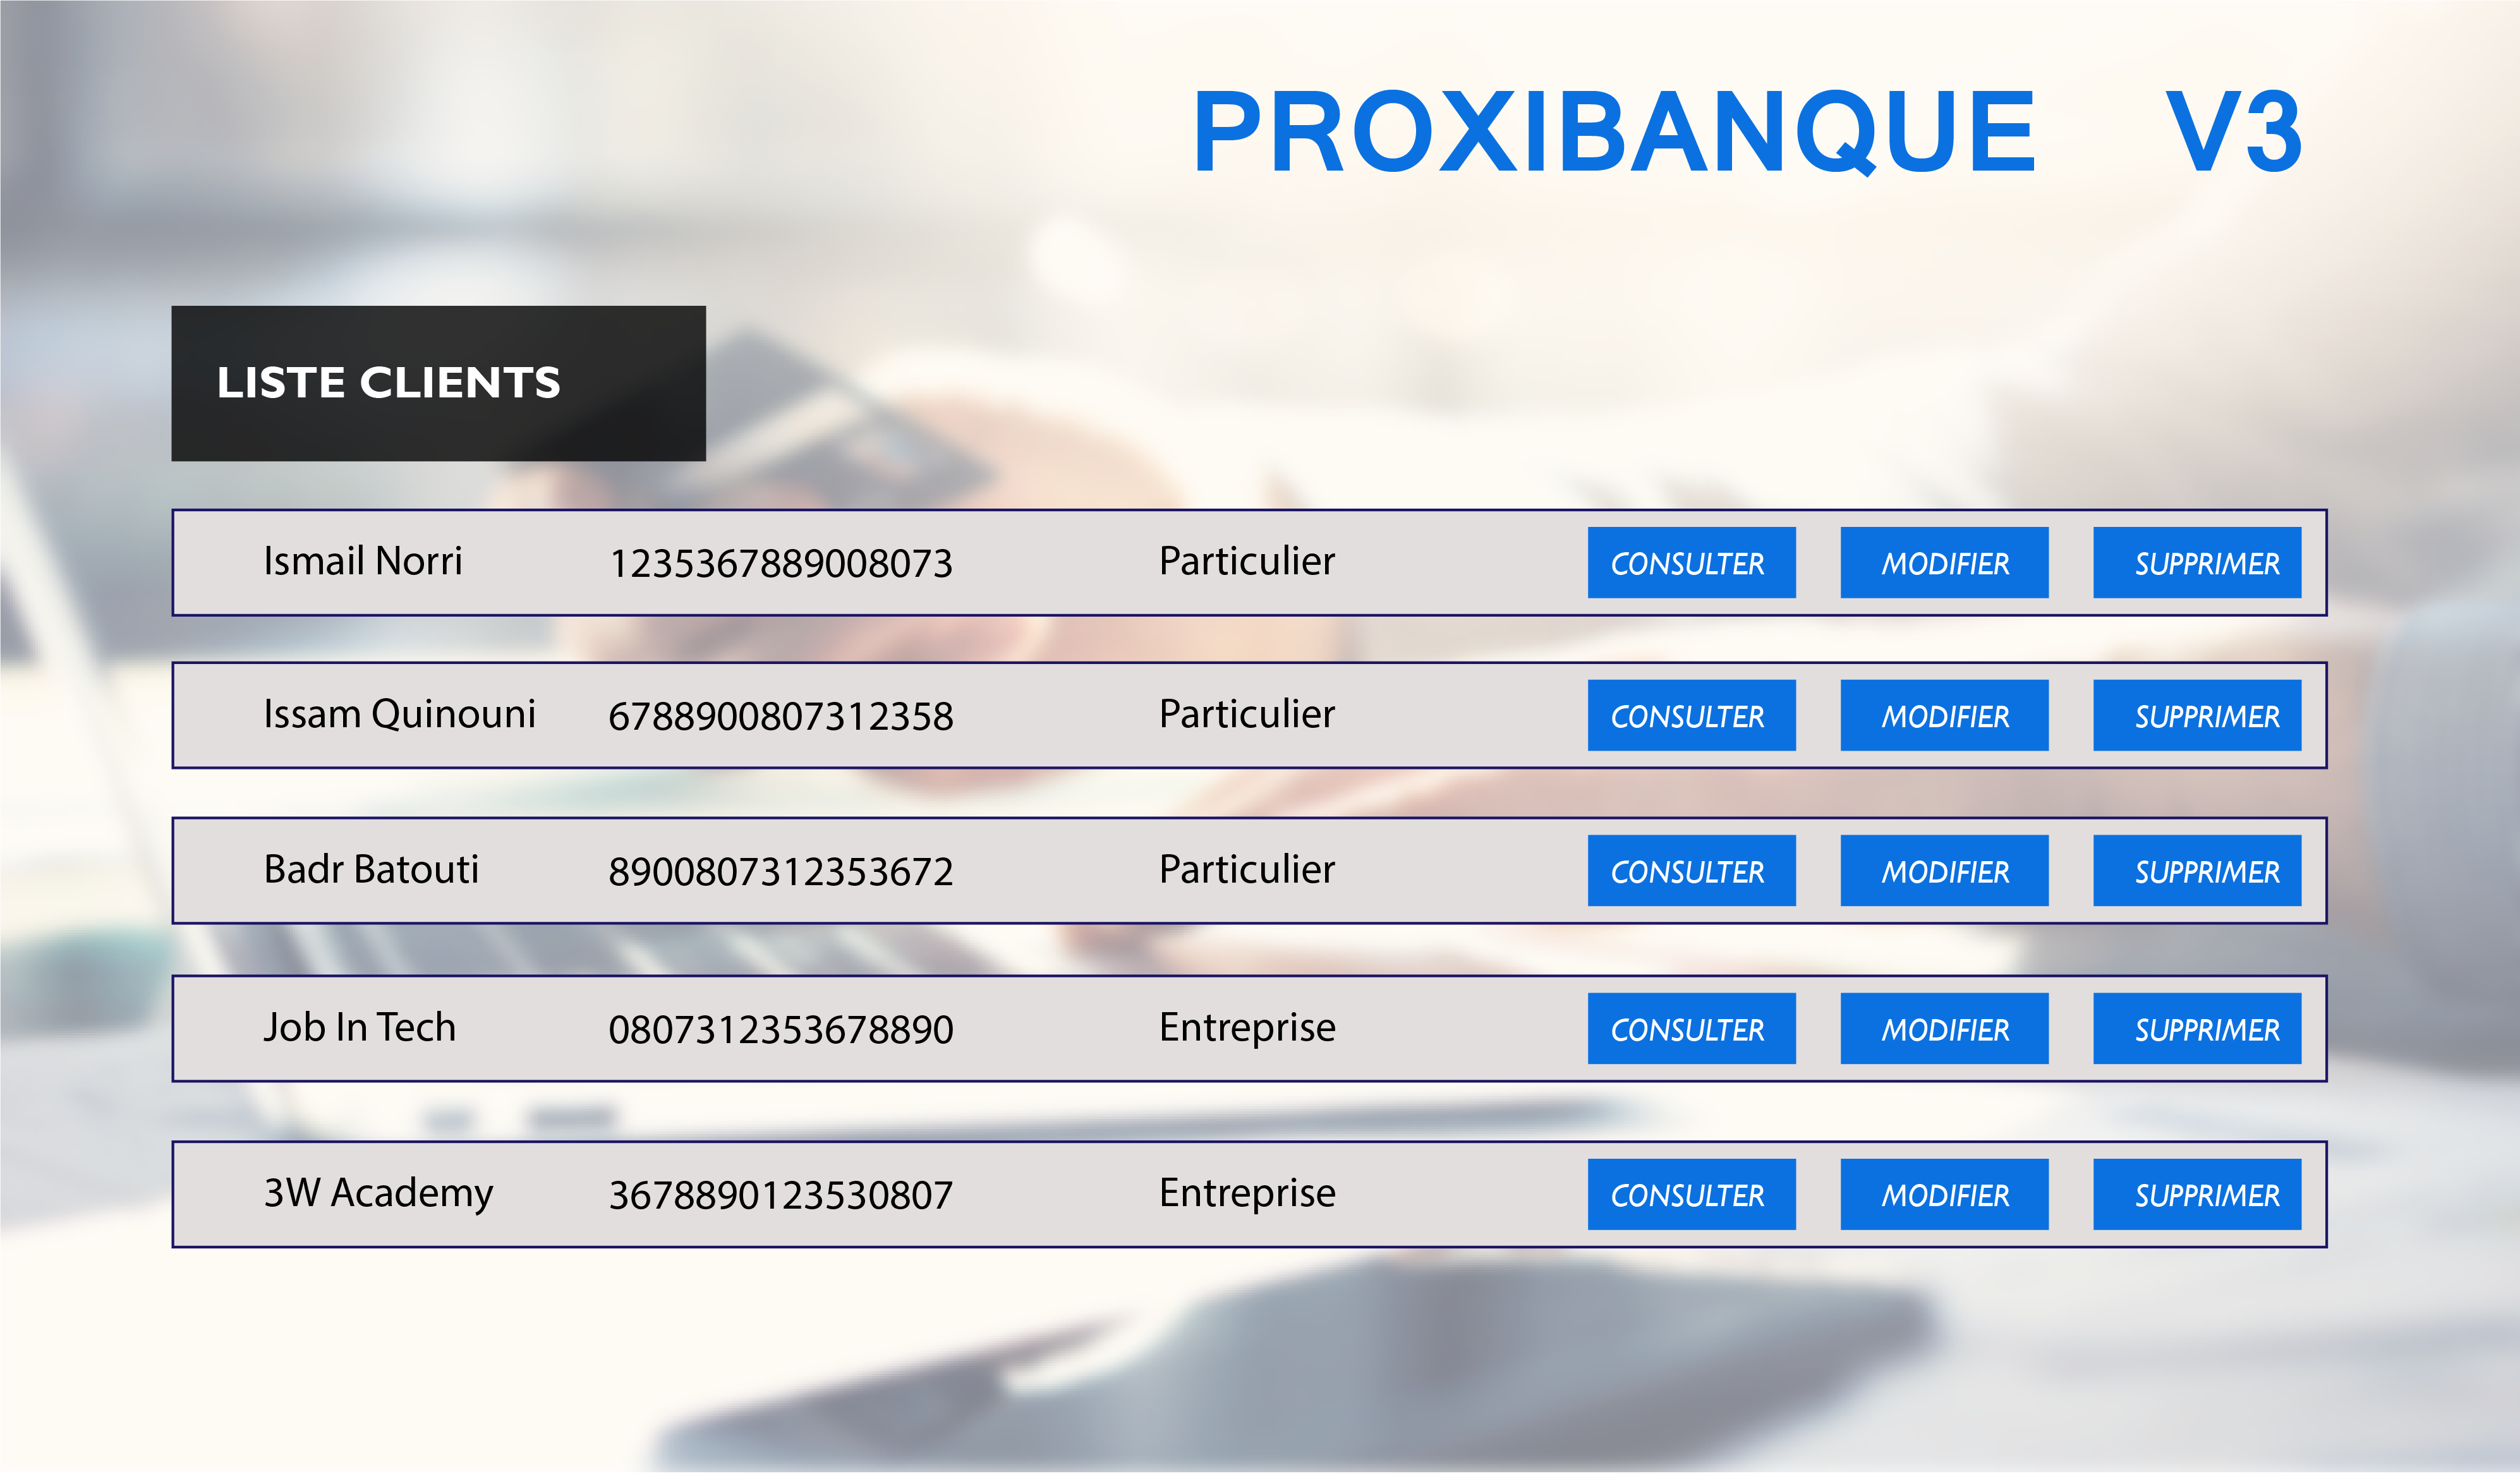 PROXIBANQUE V3
LISTE CLIENTS
Ismail Norri 1235367889008073 Particulier CONSULTER MODIFIER SUPPRIMER
Issam Quinouni 6788900807312358 Particulier CONSULTER MODIFIER SUPPRIMER
Badr Batouti 8900807312353672 Particulier CONSULTER MODIFIER SUPPRIMER
Job In Tech 0807312353678890 Entreprise CONSULTER MODIFIER SUPPRIMER
3W Academy 3678890123530807 Entreprise CONSULTER MODIFIER SUPPRIMER